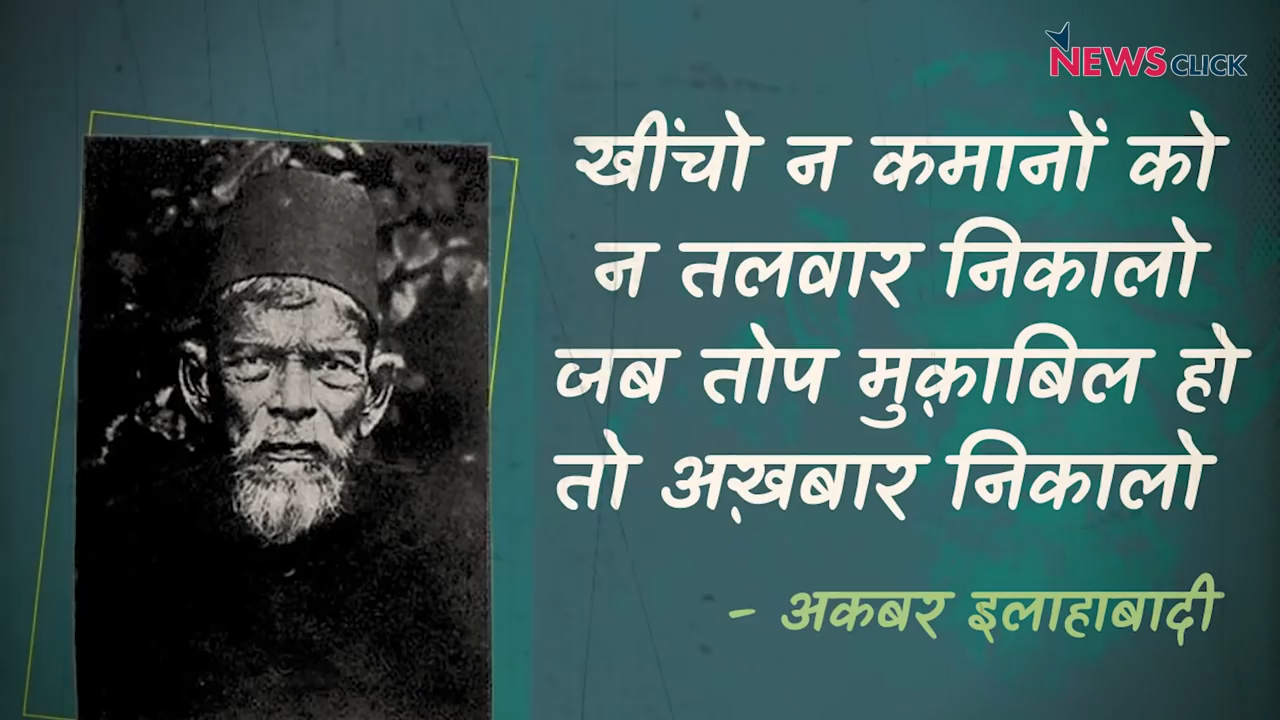 NEWSCLICK
खींचो न कमानों को
न तलवार निकालो
जब तोप मुक़ाबिल हो
तो अख़बार निकालो
- अकबर इलाहाबादी